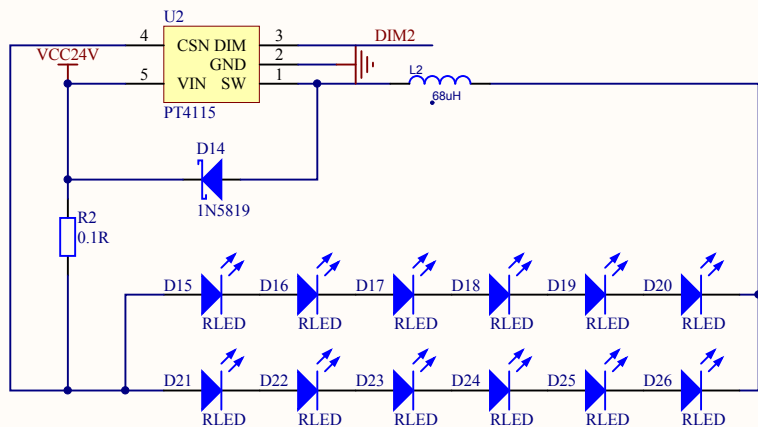 U2
4 CSN DIM 3 DIM2
VCC24V GND 2
5 VIN SW 1
L2
68uH
PT4115
D14
1N5819
R2
0.1R
D15 D16 D17 D18 D19 D20
RLED RLED RLED RLED RLED RLED
D21 D22 D23 D24 D25 D26
RLED RLED RLED RLED RLED RLED